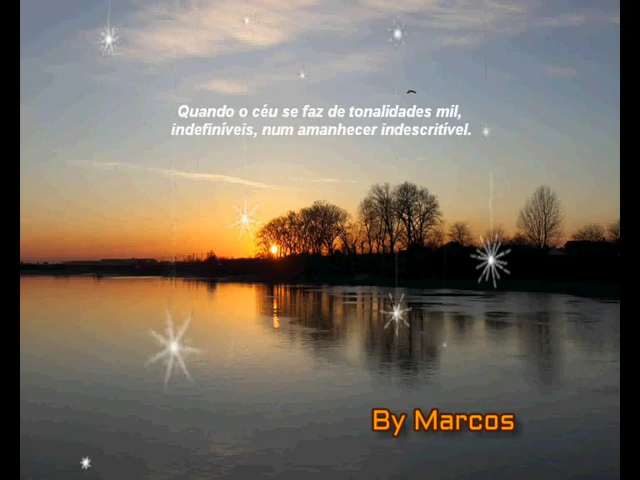 Quando o céu se faz de tonalidades mil,
indefiníveis, num amanhecer indescritível.
By Marcos